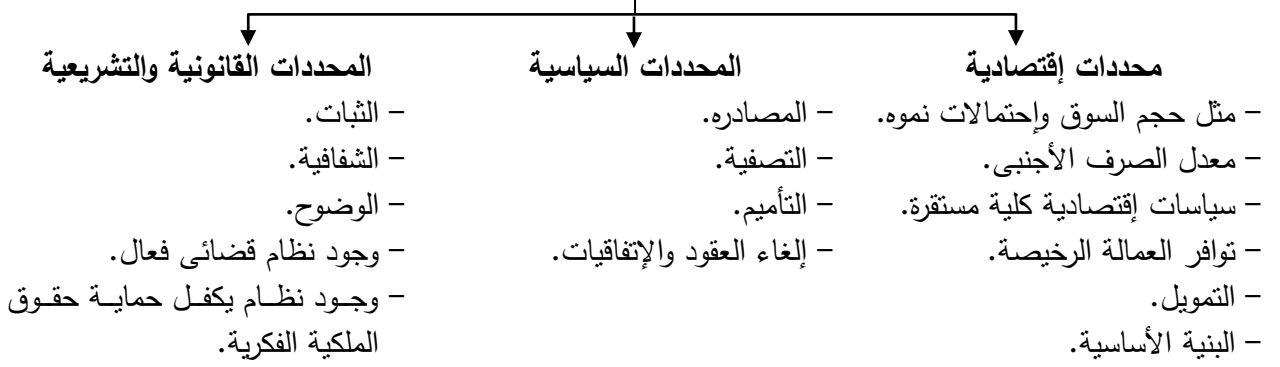 محددات إقتصادية
– مثل حجم السوق وإحتمالات نموه.
– معدل الصرف الأجنبى.
– سياسات إقتصادية كلية مستقرة.
– توافر العمالة الرخيصة.
– التمويل.
– البنية الأساسية.
المحددات السياسية
– المصادره.
– التصفية.
– التأميم.
– إلغاء العقود والإتفاقيات.
المحددات القانونية والتشريعية
– الثبات.
– الشفافية.
– الوضوح.
– وجود نظام قضائى فعال.
– وجود نظام يكفل حماية حقوق
الملكية الفكرية.